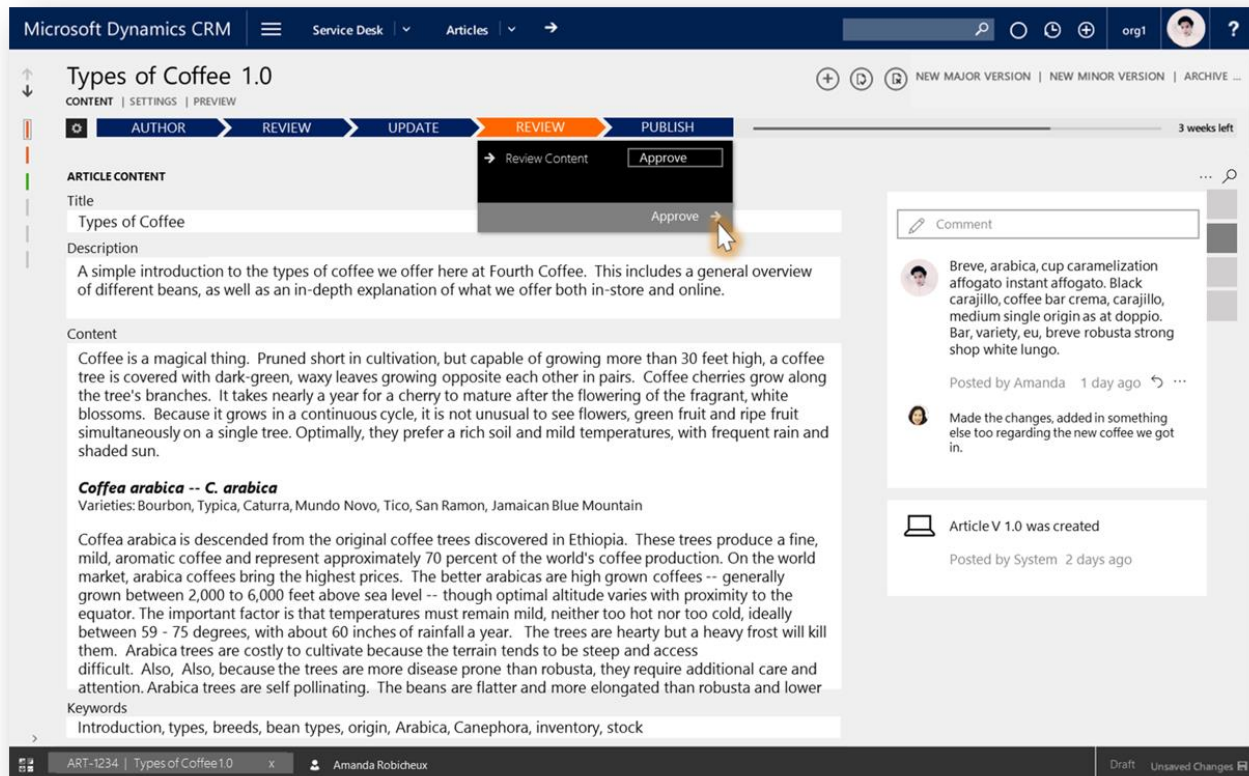 Microsoft Dynamics CRM
Service Desk
Articles
org1
?
Types of Coffee 1.0
NEW MAJOR VERSION | NEW MINOR VERSION | ARCHIVE ...
CONTENT | SETTINGS | PREVIEW
AUTHOR
REVIEW
UPDATE
REVIEW
PUBLISH
3 weeks left
Review Content
Approve
Approve
ARTICLE CONTENT
Title
Types of Coffee
Description
A simple introduction to the types of coffee we offer here at Fourth Coffee. This includes a general overview
of different beans, as well as an in-depth explanation of what we offer both in-store and online.
Content
Coffee is a magical thing. Pruned short in cultivation, but capable of growing more than 30 feet high, a coffee
tree is covered with dark-green, waxy leaves growing opposite each other in pairs. Coffee cherries grow along
the tree's branches. It takes nearly a year for a cherry to mature after the flowering of the fragrant, white
blossoms. Because it grows in a continuous cycle, it is not unusual to see flowers, green fruit and ripe fruit
simultaneously on a single tree. Optimally, they prefer a rich soil and mild temperatures, with frequent rain and
shaded sun.
Coffea arabica -- C. arabica
Varieties: Bourbon, Typica, Caturra, Mundo Novo, Tico, San Ramon, Jamaican Blue Mountain
Coffea arabica is descended from the original coffee trees discovered in Ethiopia. These trees produce a fine,
mild, aromatic coffee and represent approximately 70 percent of the world's coffee production. On the world
market, arabica coffees bring the highest prices. The better arabicas are high grown coffees -- generally
grown between 2,000 to 6,000 feet above sea level -- though optimal altitude varies with proximity to the
equator. The important factor is that temperatures must remain mild, neither too hot nor too cold, ideally
between 59 - 75 degrees, with about 60 inches of rainfall a year. The trees are hearty but a heavy frost will kill
them. Arabica trees are costly to cultivate because the terrain tends to be steep and access
difficult. Also, Also, because the trees are more disease prone than robusta, they require additional care and
attention. Arabica trees are self pollinating. The beans are flatter and more elongated than robusta and lower
Keywords
Introduction, types, breeds, bean types, origin, Arabica, Canephora, inventory, stock
...
Comment
Breve, arabica, cup caramelization
affogato instant affogato. Black
carajillo, coffee bar crema, carajillo,
medium single origin as at doppio.
Bar, variety, eu, breve robusta strong
shop white lungo.
Posted by Amanda 1 day ago ...
Made the changes, added in something
else too regarding the new coffee we got
in.
Article V 1.0 was created
Posted by System 2 days ago
ART-1234 | Types of Coffee1.0 x
Amanda Robicheux
Draft
Unsaved Changes